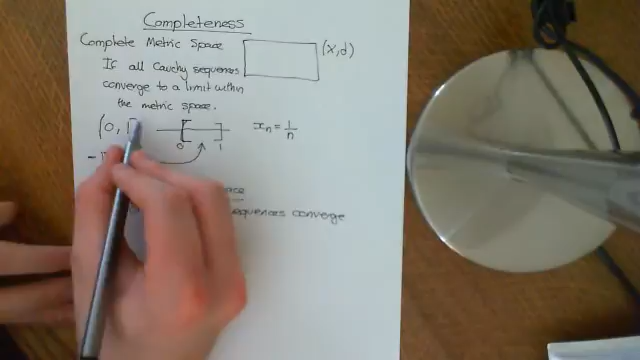 Completeness
Complete Metric Space (X,d)
If all Cauchy sequences
converge to a limit within
the metric space.
(0, 1] 0 1 xₙ = 1/n
sequences converge